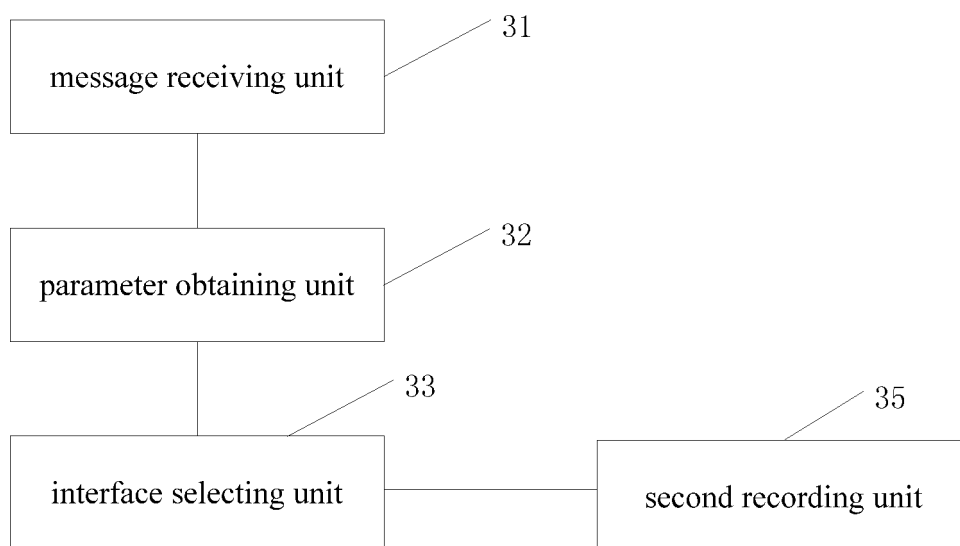 31
message receiving unit
32
parameter obtaining unit
33
35
interface selecting unit
second recording unit